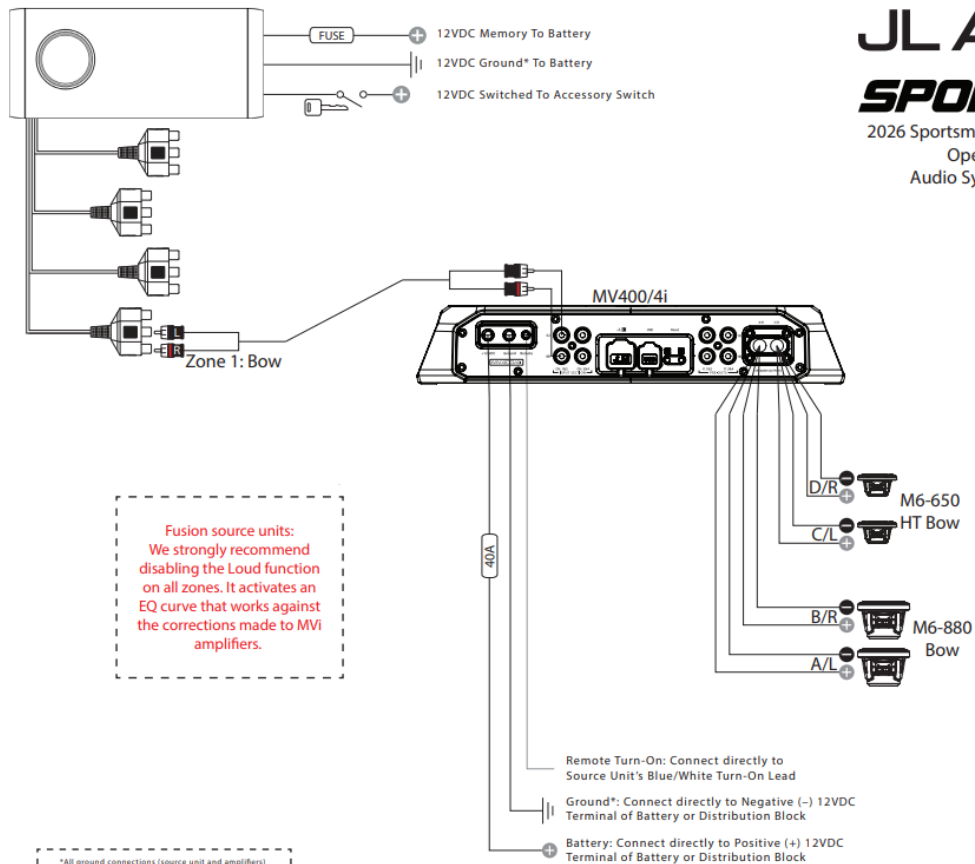 FUSE
12VDC Memory To Battery
12VDC Ground* To Battery
12VDC Switched To Accessory Switch
JL
2026
Audio
MV400/4i
Zone 1: Bow
Fusion source units:
We strongly recommend
disabling the Loud function
on all zones. It activates an
EQ curve that works against
the corrections made to MVi
amplifiers.
40A
D/R
C/L
M6-650
HT Bow
B/R
A/L
M6-880
Bow
Remote Turn-On: Connect directly to
Source Unit's Blue/White Turn-On Lead
Ground*: Connect directly to Negative (–) 12VDC
Terminal of Battery or Distribution Block
Battery: Connect directly to Positive (+) 12VDC
Terminal of Battery or Distribution Block
*All ground connections (source unit and amplifiers)